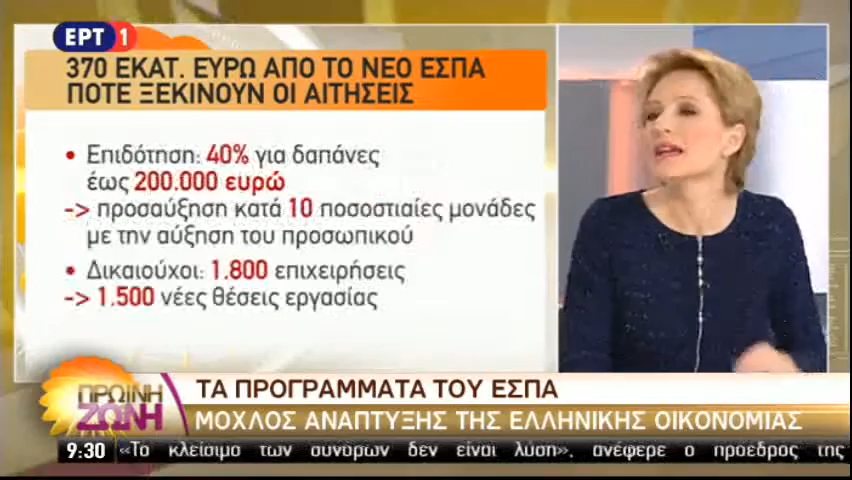 ΕΡΤ 1
370 ΕΚΑΤ. ΕΥΡΩ ΑΠΟ ΤΟ ΝΕΟ ΕΣΠΑ
ΠΟΤΕ ΞΕΚΙΝΟΥΝ ΟΙ ΑΙΤΗΣΕΙΣ
• Επιδότηση: 40% για δαπάνες
έως 200.000 ευρώ
-> προσαύξηση κατά 10 ποσοστιαίες μονάδες
με την αύξηση του προσωπικού
• Δικαιούχοι: 1.800 επιχειρήσεις
-> 1.500 νέες θέσεις εργασίας
ΠΡΩΙΝΗ
ΖΩΝΗ
ΤΑ ΠΡΟΓΡΑΜΜΑΤΑ ΤΟΥ ΕΣΠΑ
ΜΟΧΛΟΣ ΑΝΑΠΤΥΞΗΣ ΤΗΣ ΕΛΛΗΝΙΚΗΣ ΟΙΚΟΝΟΜΙΑΣ
9:30 «Το κλείσιμο των συνόρων δεν είναι λύση», ανέφερε ο πρόεδρος της